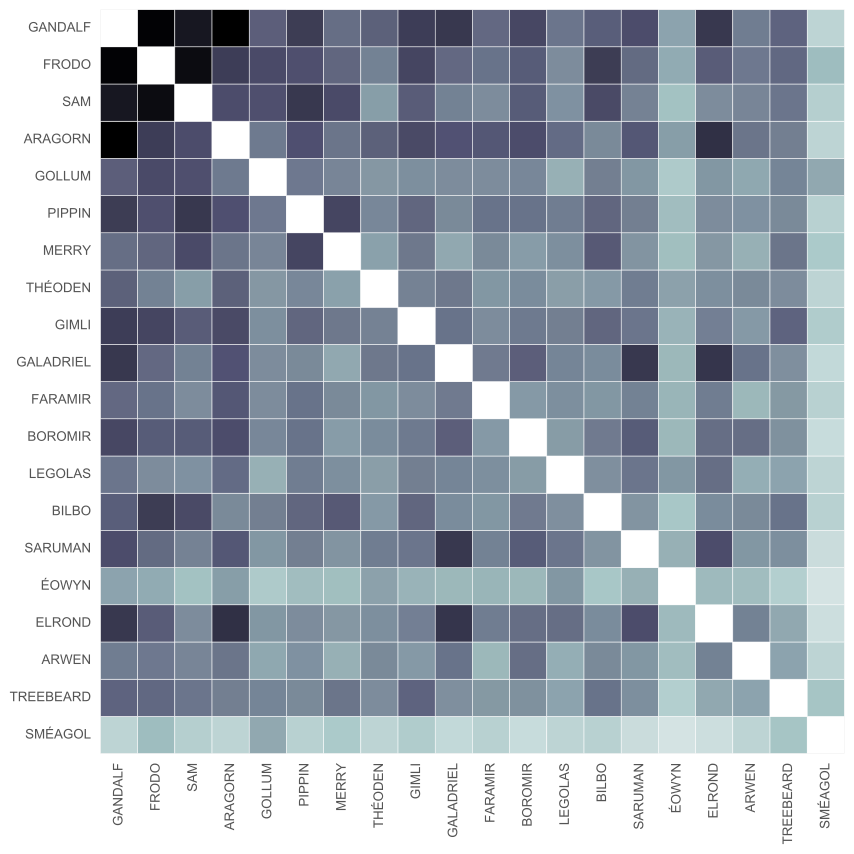 GANDALF
FRODO
SAM
ARAGORN
GOLLUM
PIPPIN
MERRY
THÉODEN
GIMLI
GALADRIEL
FARAMIR
BOROMIR
LEGOLAS
BILBO
SARUMAN
ÉOWYN
ELROND
ARWEN
TREEBEARD
SMÉAGOL
GANDALF
FRODO
SAM
ARAGORN
GOLLUM
PIPPIN
MERRY
THÉODEN
GIMLI
GALADRIEL
FARAMIR
BOROMIR
LEGOLAS
BILBO
SARUMAN
ÉOWYN
ELROND
ARWEN
TREEBEARD
SMÉAGOL